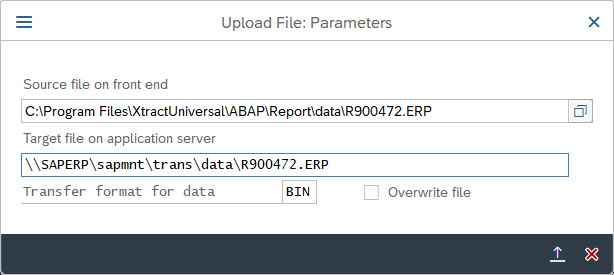 Upload File: Parameters
Source file on front end
C:\Program Files\XtractUniversal\ABAP\Report\data\R900472.ERP
Target file on application server
\\SAPERP\sapmnt\trans\data\R900472.ERP
Transfer format for data BIN Overwrite file